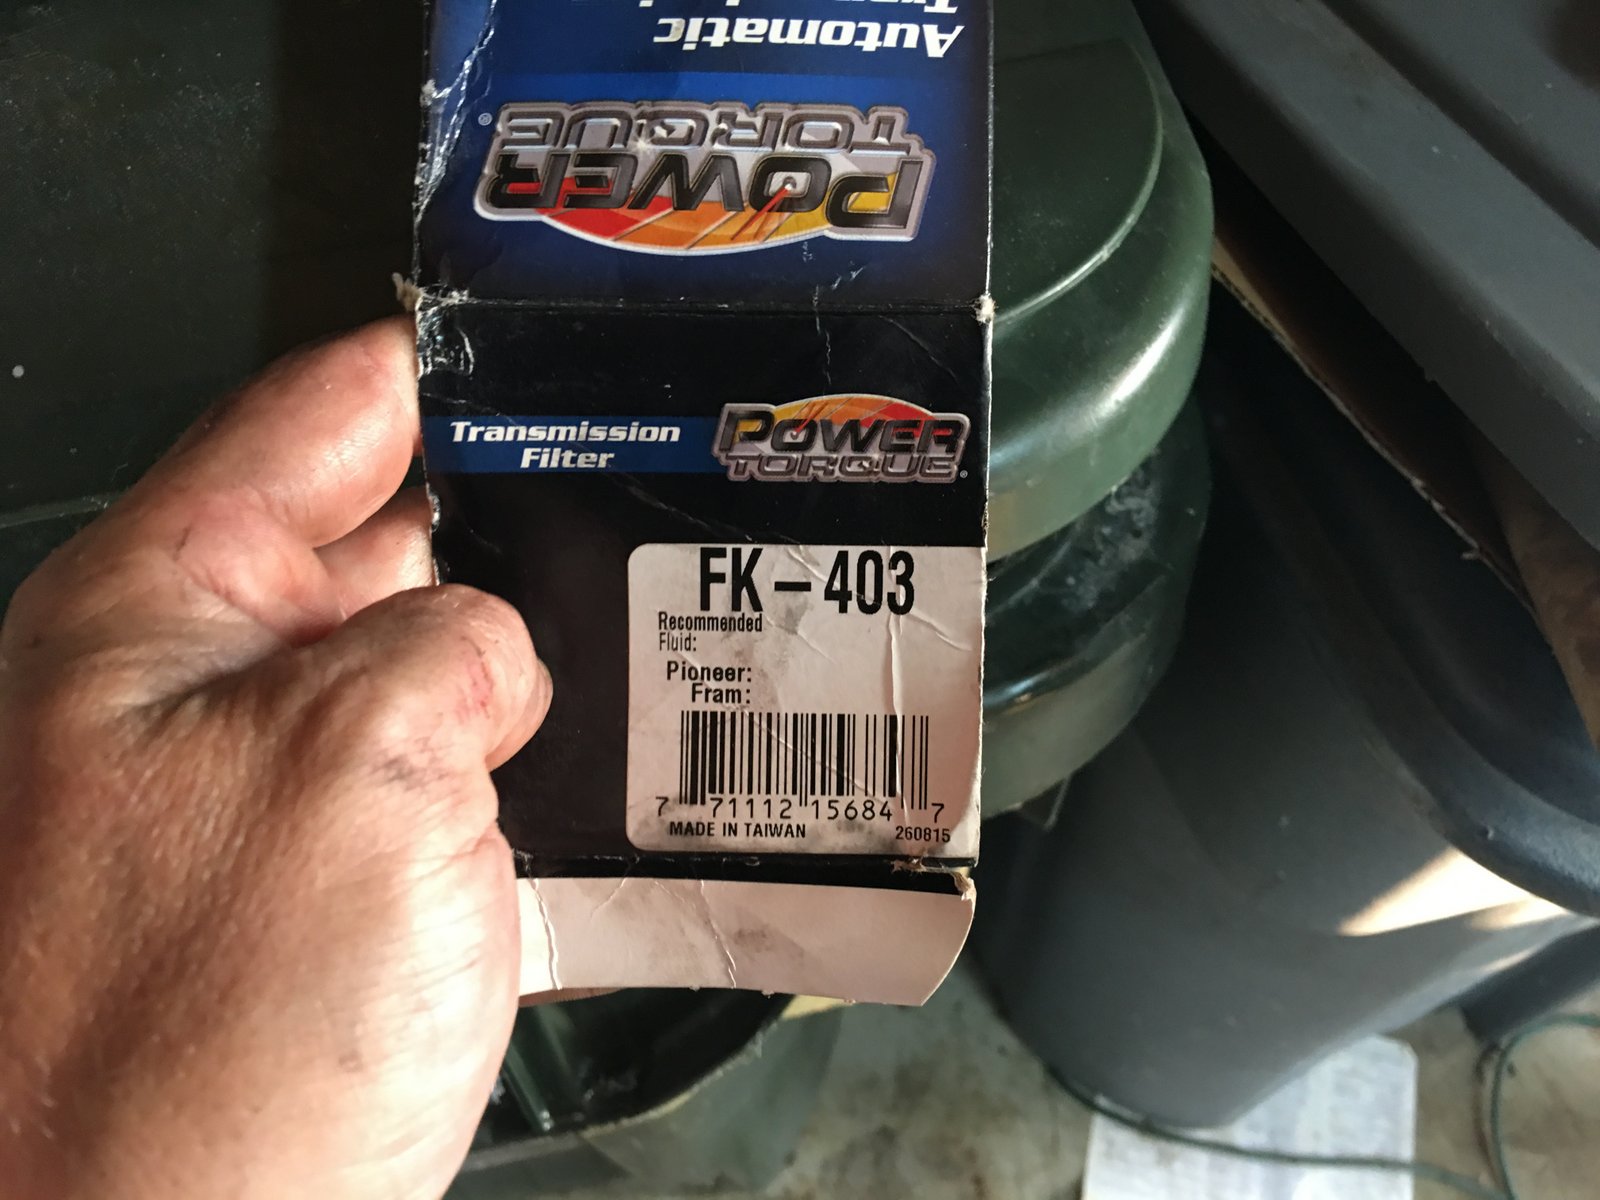 Automatic
POWER
TORQUE
®
Transmission
Filter
POWER
TORQUE
FK-403
Recommended
Fluid:
Pioneer:
Fram:
7 71112 15684 7
MADE IN TAIWAN 260815